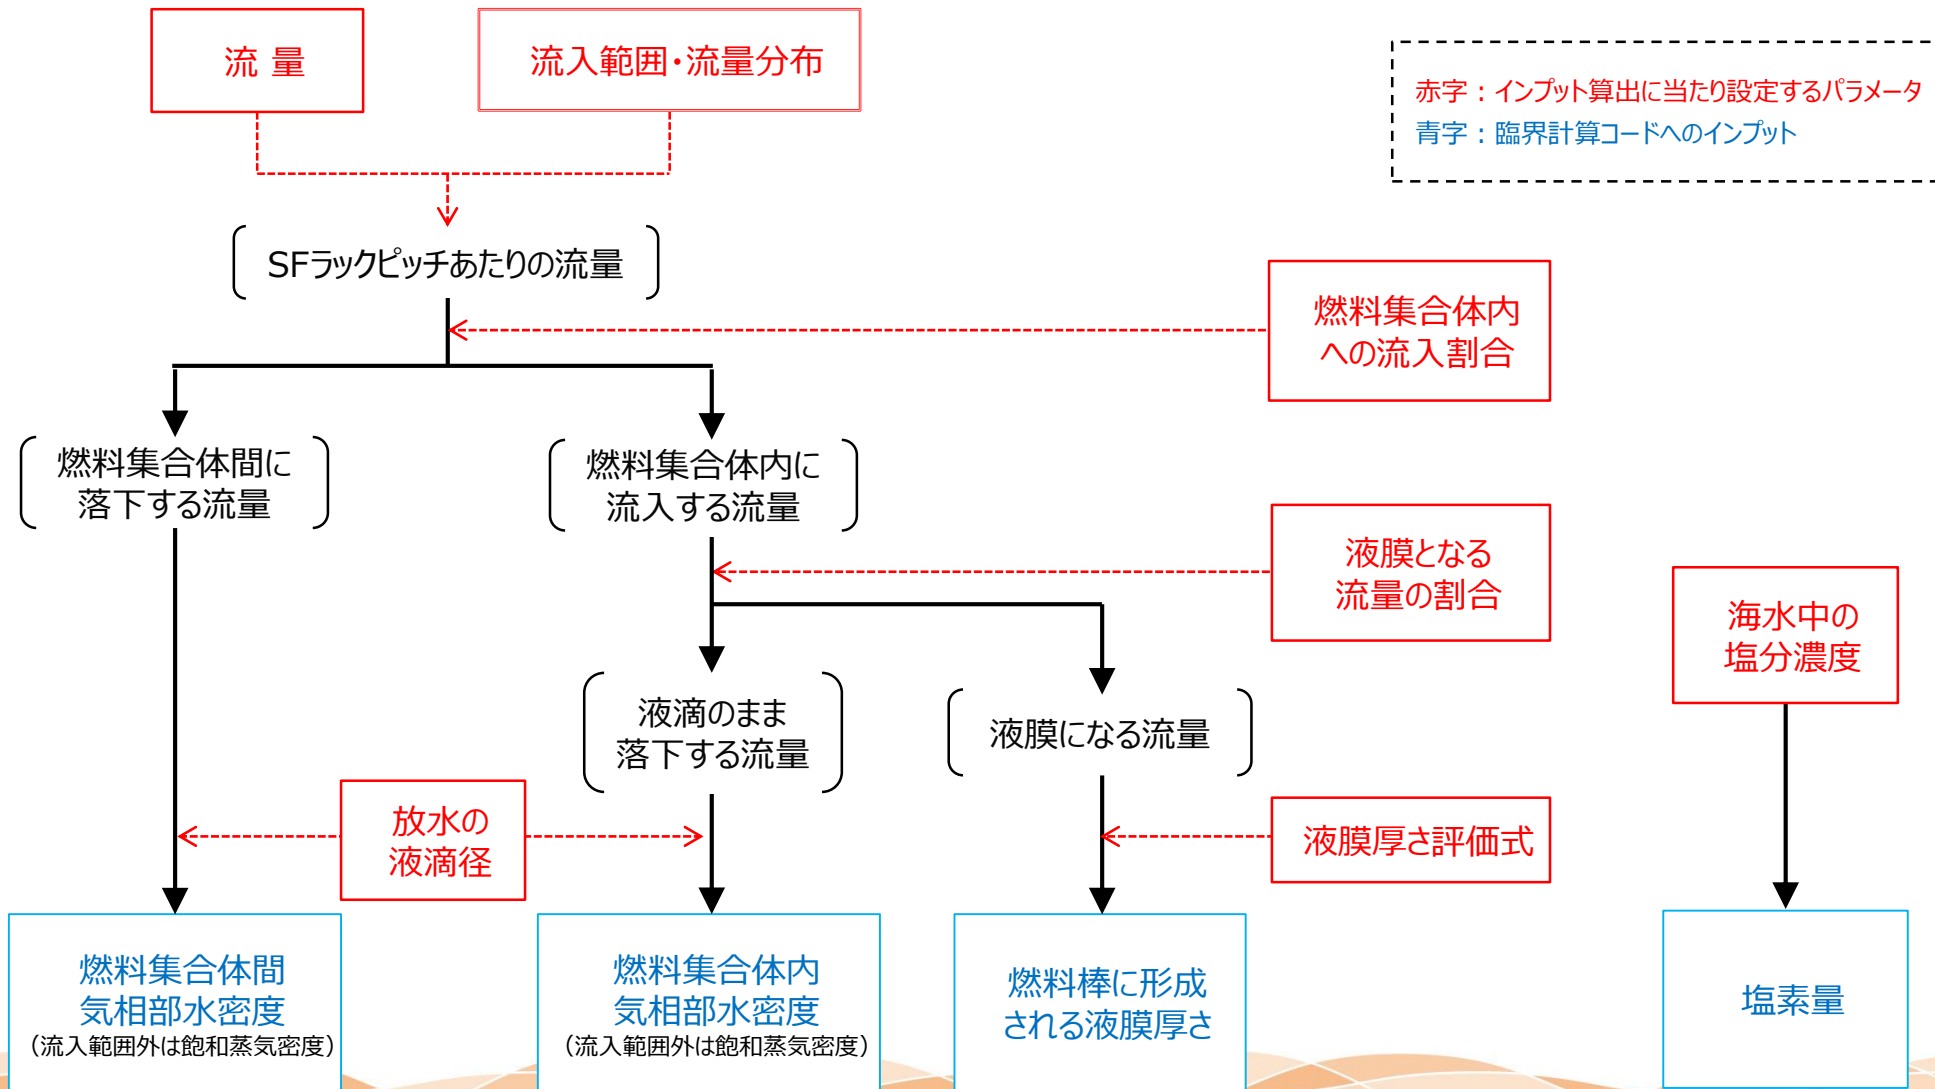 流 量
流入範囲・流量分布
赤字：インプット算出に当たり設定するパラメータ
青字：臨界計算コードへのインプット
SFラックピッチあたりの流量
燃料集合体内
への流入割合
燃料集合体間に
落下する流量
燃料集合体内に
流入する流量
液膜となる
流量の割合
海水中の
塩分濃度
液滴のまま
落下する流量
液膜になる流量
放水の
液滴径
液膜厚さ評価式
燃料集合体間
気相部水密度
（流入範囲外は飽和蒸気密度）
燃料集合体内
気相部水密度
（流入範囲外は飽和蒸気密度）
燃料棒に形成
される液膜厚さ
塩素量